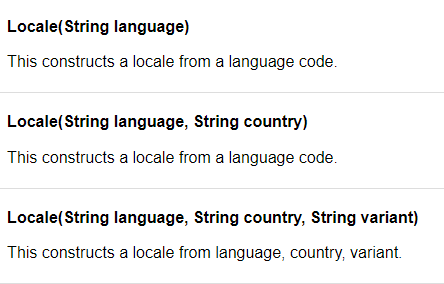 Locale(String language)
This constructs a locale from a language code.
Locale(String language, String country)
This constructs a locale from a language code.
Locale(String language, String country, String variant)
This constructs a locale from language, country, variant.